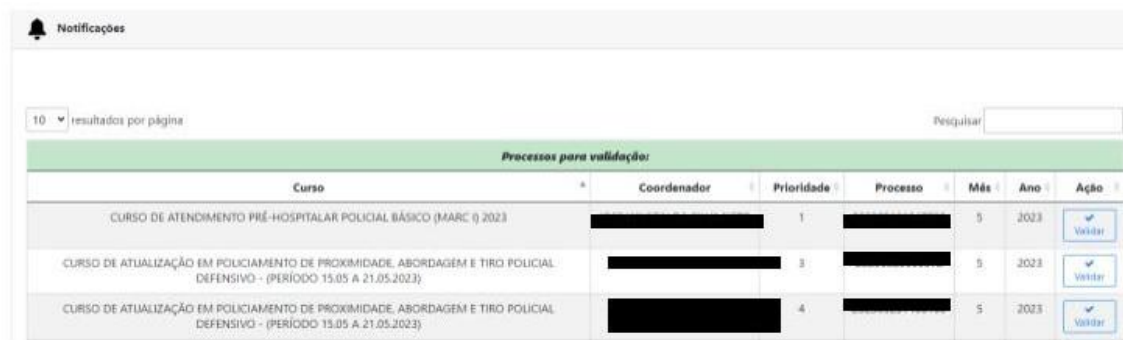 Notificações
10 resultados por página
Pesquisar
Processos para validação:
Curso Coordenador Prioridade Processo Mês Ano Ação
CURSO DE ATENDIMENTO PRÉ-HOSPITALAR POLICIAL BÁSICO (MARC I) 2023 1 5 2023 Validar
CURSO DE ATUALIZAÇÃO EM POLICIAMENTO DE PROXIMIDADE, ABORDAGEM E TIRO POLICIAL
DEFENSIVO - (PERÍODO 15.05 A 21.05.2023) 3 5 2023 Validar
CURSO DE ATUALIZAÇÃO EM POLICIAMENTO DE PROXIMIDADE, ABORDAGEM E TIRO POLICIAL
DEFENSIVO - (PERÍODO 15.05 A 21.05.2023) 4 5 2023 Validar